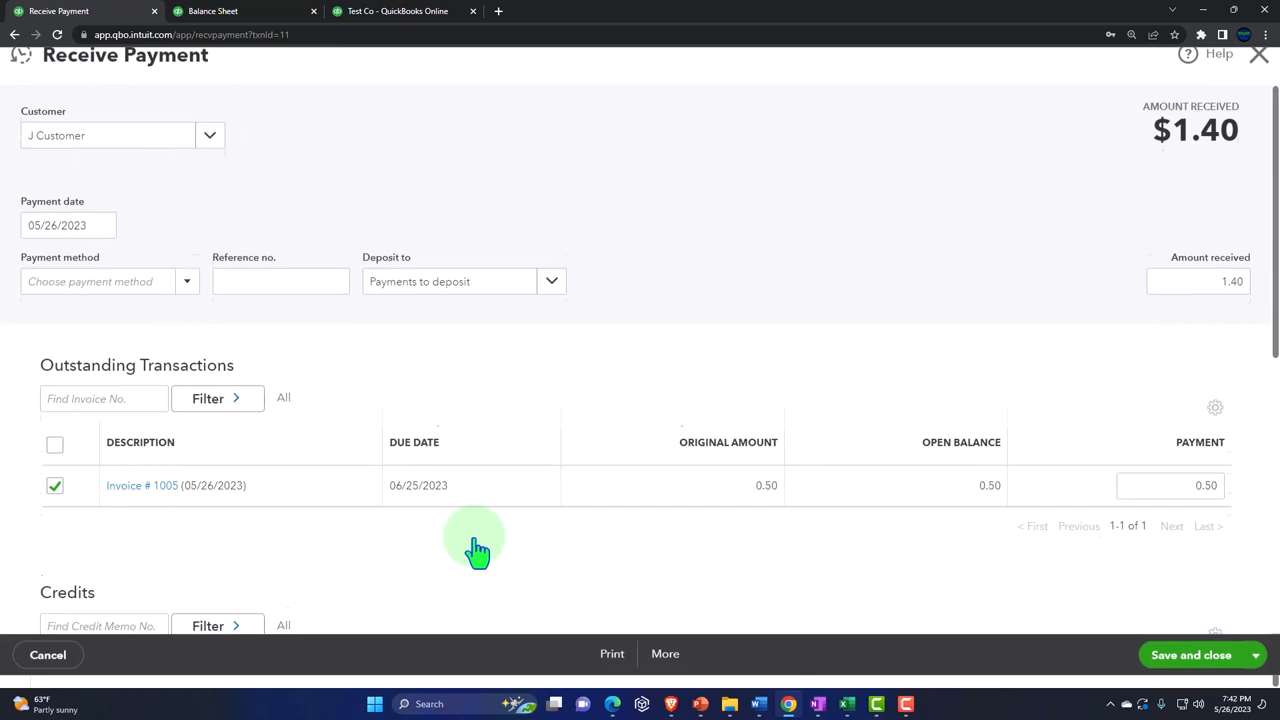 Receive Payment
Balance Sheet
Test Co - QuickBooks Online
app.qbo.intuit.com/app/recvpayment?txnId=11
Receive Payment
Help
Customer
AMOUNT RECEIVED
J Customer
$1.40
Payment date
05/26/2023
Payment method
Reference no.
Deposit to
Amount received
Choose payment method
Payments to deposit
1.40
Outstanding Transactions
Find Invoice No.
Filter >
All
DESCRIPTION
DUE DATE
ORIGINAL AMOUNT
OPEN BALANCE
PAYMENT
Invoice # 1005 (05/26/2023)
06/25/2023
0.50
0.50
0.50
< First
Previous
1-1 of 1
Next
Last >
Credits
Find Credit Memo No.
Filter >
All
Cancel
Print
More
Save and close
63°F
Partly sunny
Search
7:42 PM
5/26/2023